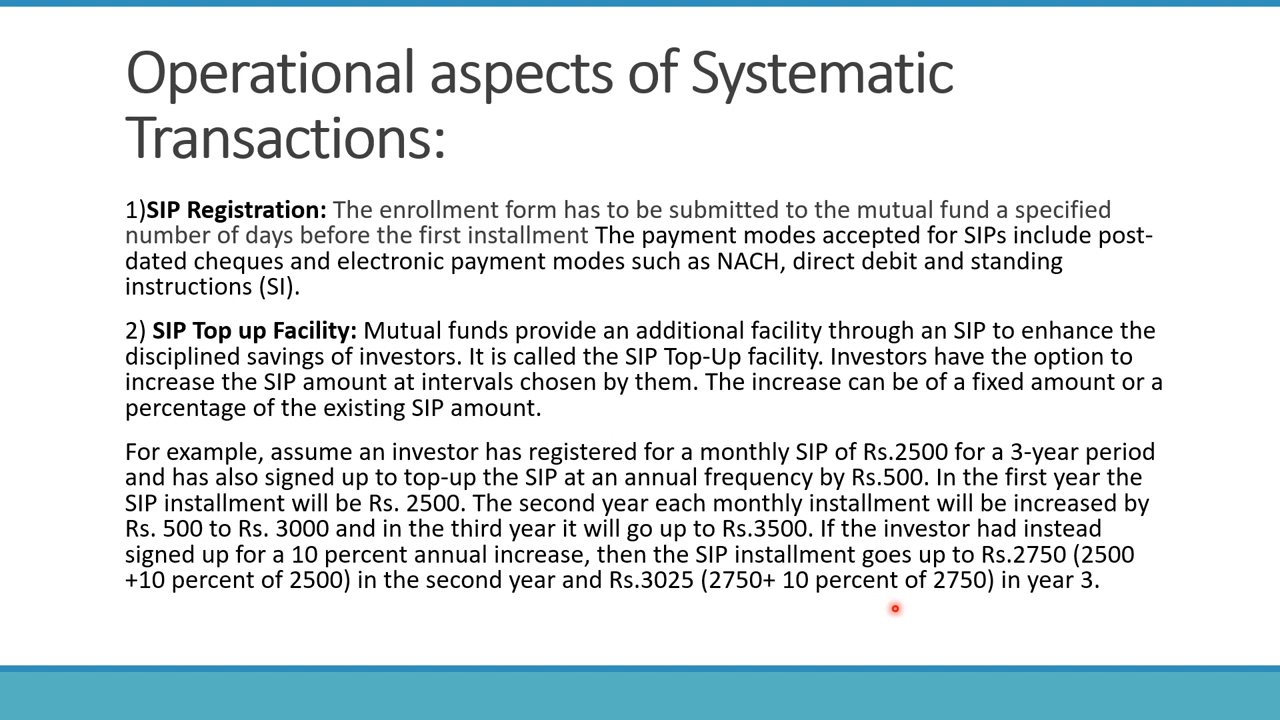 Operational aspects of Systematic
Transactions:
1)SIP Registration: The enrollment form has to be submitted to the mutual fund a specified
number of days before the first installment The payment modes accepted for SIPs include post-
dated cheques and electronic payment modes such as NACH, direct debit and standing
instructions (SI).
2) SIP Top up Facility: Mutual funds provide an additional facility through an SIP to enhance the
disciplined savings of investors. It is called the SIP Top-Up facility. Investors have the option to
increase the SIP amount at intervals chosen by them. The increase can be of a fixed amount or a
percentage of the existing SIP amount.
For example, assume an investor has registered for a monthly SIP of Rs.2500 for a 3-year period
and has also signed up to top-up the SIP at an annual frequency by Rs.500. In the first year the
SIP installment will be Rs. 2500. The second year each monthly installment will be increased by
Rs. 500 to Rs. 3000 and in the third year it will go up to Rs.3500. If the investor had instead
signed up for a 10 percent annual increase, then the SIP installment goes up to Rs.2750 (2500
+10 percent of 2500) in the second year and Rs.3025 (2750+ 10 percent of 2750) in year 3.